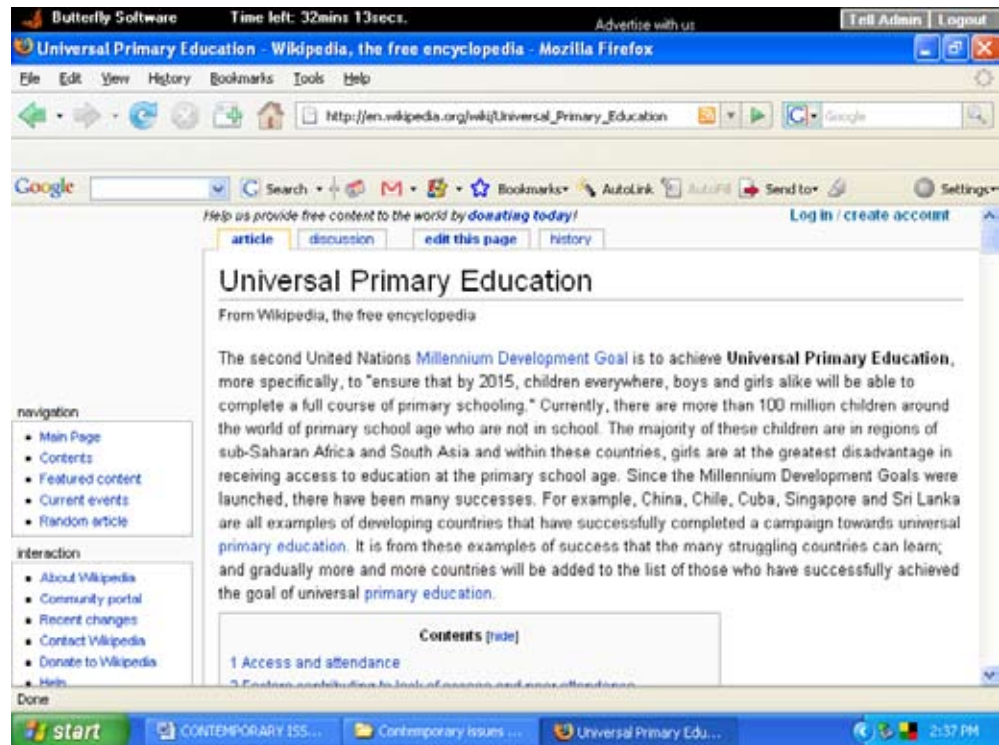 Butterfly Software Time left: 32mins 13secs. Advertise with us Tell Admin Logout
Universal Primary Education - Wikipedia, the free encyclopedia - Mozilla Firefox
File Edit View History Bookmarks Tools Help
http://en.wikipedia.org/wiki/Universal_Primary_Education Google
Google Search Bookmarks AutoLink AutoFill Send to Settings
Help us provide free content to the world by donating today! Log in / create account
article discussion edit this page history
Universal Primary Education
From Wikipedia, the free encyclopedia
The second United Nations Millennium Development Goal is to achieve Universal Primary Education,
more specifically, to "ensure that by 2015, children everywhere, boys and girls alike will be able to
complete a full course of primary schooling." Currently, there are more than 100 million children around
the world of primary school age who are not in school. The majority of these children are in regions of
sub-Saharan Africa and South Asia and within these countries, girls are at the greatest disadvantage in
receiving access to education at the primary school age. Since the Millennium Development Goals were
launched, there have been many successes. For example, China, Chile, Cuba, Singapore and Sri Lanka
are all examples of developing countries that have successfully completed a campaign towards universal
primary education. It is from these examples of success that the many struggling countries can learn;
and gradually more and more countries will be added to the list of those who have successfully achieved
the goal of universal primary education.
Contents [hide]
1 Access and attendance
2 Factors contributing to lack of access and poor attendance
navigation
Main Page
Contents
Featured content
Current events
Random article
interaction
About Wikipedia
Community portal
Recent changes
Contact Wikipedia
Donate to Wikipedia
Help
Done
start CONTEMPORARY ISS... Contemporary issues ... Universal Primary Edu... 2:37 PM